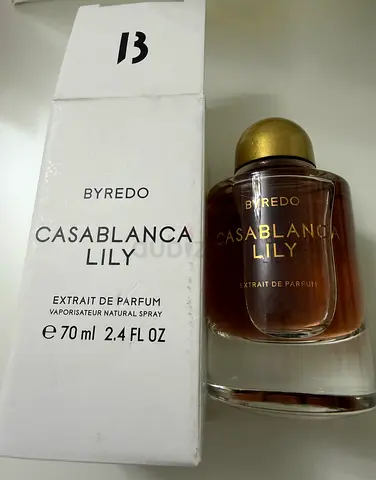 B
BYREDO
CASABLANCA
LILY
EXTRAIT DE PARFUM
VAPORISATEUR NATURAL SPRAY
℮ 70 ml 2.4 FL OZ
BYREDO
CASABLANCA
LILY
EXTRAIT DE PARFUM
dubizzle